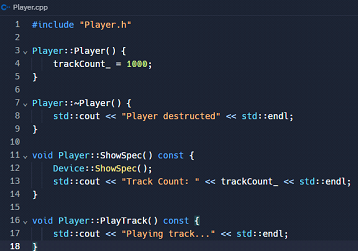 Player.cpp
1 #include "Player.h"
2
3 Player::Player() {
4     trackCount_ = 1000;
5 }
6
7 Player::~Player() {
8     std::cout << "Player destructed" << std::endl;
9 }
10
11 void Player::ShowSpec() const {
12     Device::ShowSpec();
13     std::cout << "Track Count: " << trackCount_ << std::endl;
14 }
15
16 void Player::PlayTrack() const {
17     std::cout << "Playing track..." << std::endl;
18 }